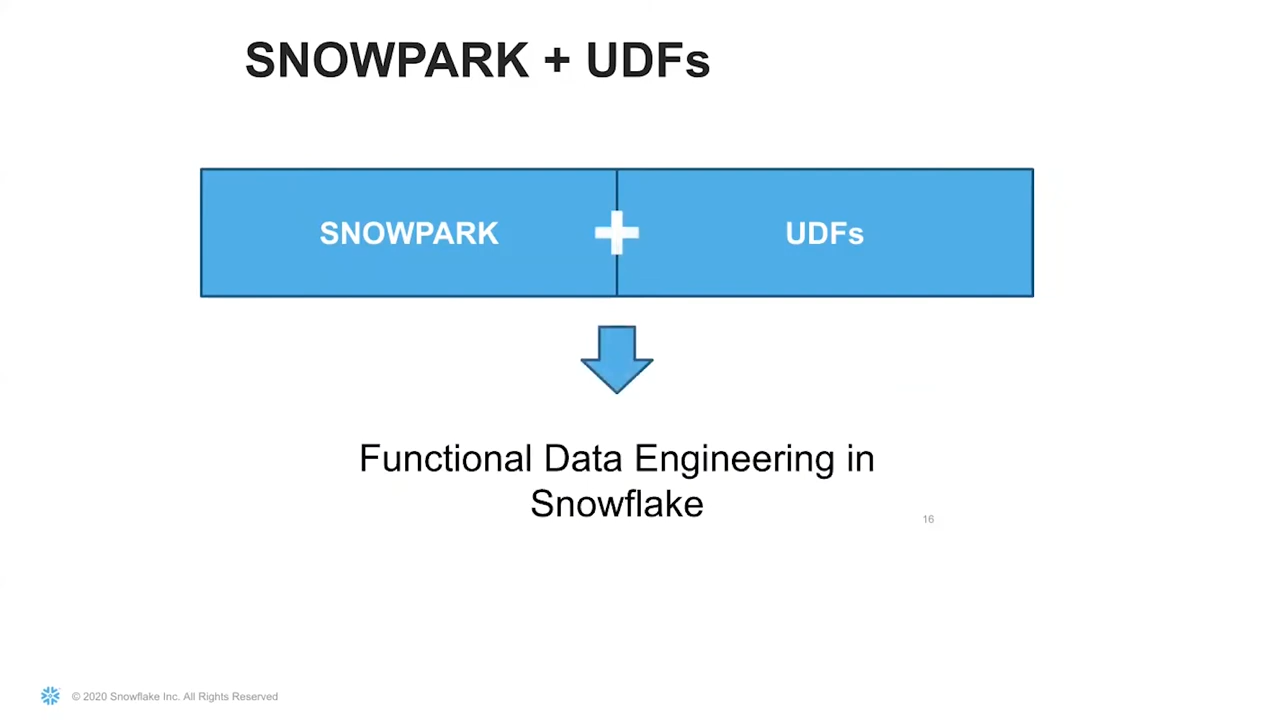 SNOWPARK + UDFs
SNOWPARK
UDFs
Functional Data Engineering in
Snowflake
16
© 2020 Snowflake Inc. All Rights Reserved